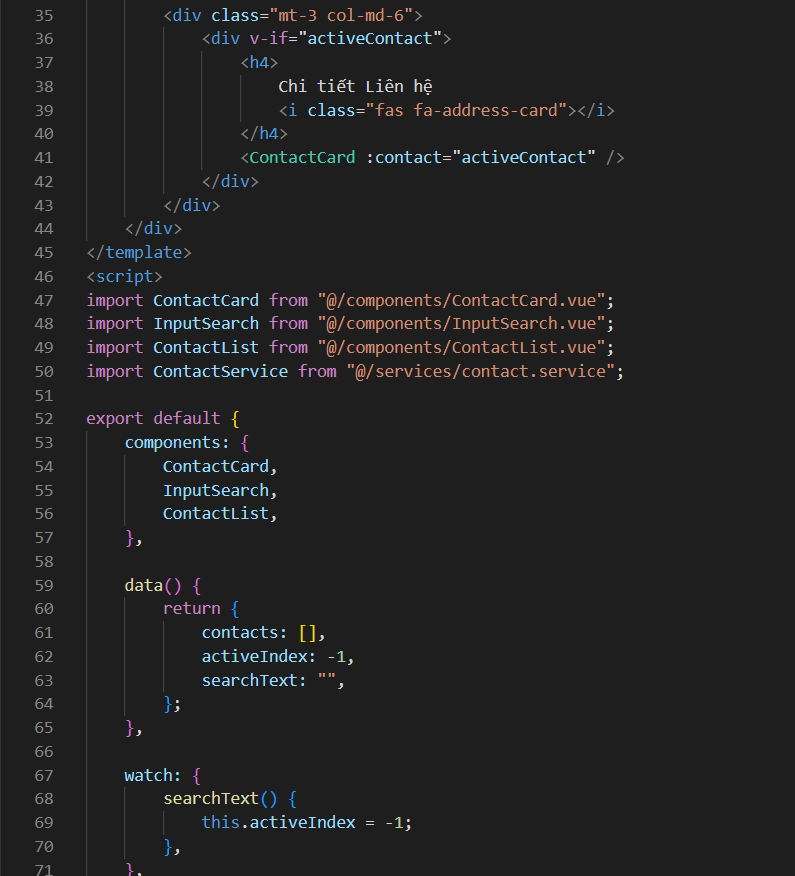 35 <div class="mt-3 col-md-6">
36 <div v-if="activeContact">
37 <h4>
38 Chi tiết Liên hệ
39 <i class="fas fa-address-card"></i>
40 </h4>
41 <ContactCard :contact="activeContact" />
42 </div>
43 </div>
44 </div>
45 </template>
46 <script>
47 import ContactCard from "@/components/ContactCard.vue";
48 import InputSearch from "@/components/InputSearch.vue";
49 import ContactList from "@/components/ContactList.vue";
50 import ContactService from "@/services/contact.service";
51
52 export default {
53 components: {
54 ContactCard,
55 InputSearch,
56 ContactList,
57 },
58
59 data() {
60 return {
61 contacts: [],
62 activeIndex: -1,
63 searchText: "",
64 };
65 },
66
67 watch: {
68 searchText() {
69 this.activeIndex = -1;
70 },
71 },